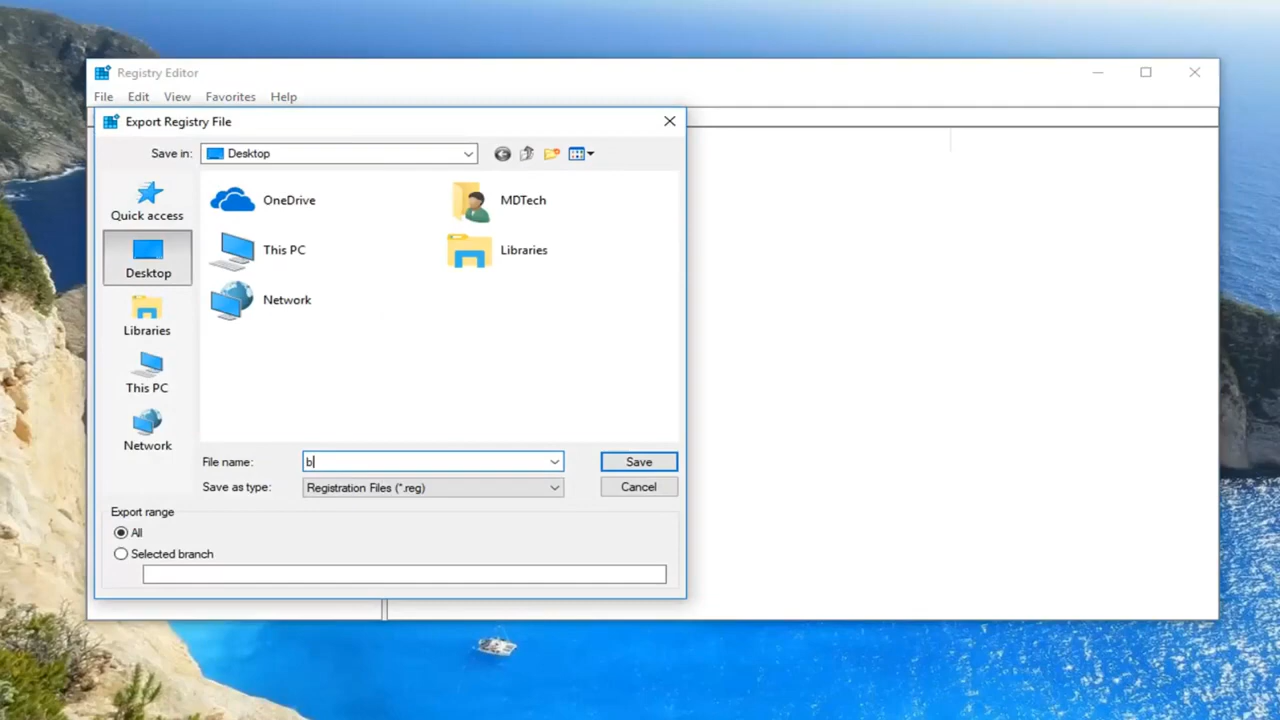 Registry Editor
File Edit View Favorites Help
Export Registry File
Save in: Desktop
Quick access
Desktop
Libraries
This PC
Network
OneDrive
MDTech
This PC
Libraries
Network
File name: b
Save
Save as type: Registration Files (*.reg)
Cancel
Export range
All
Selected branch